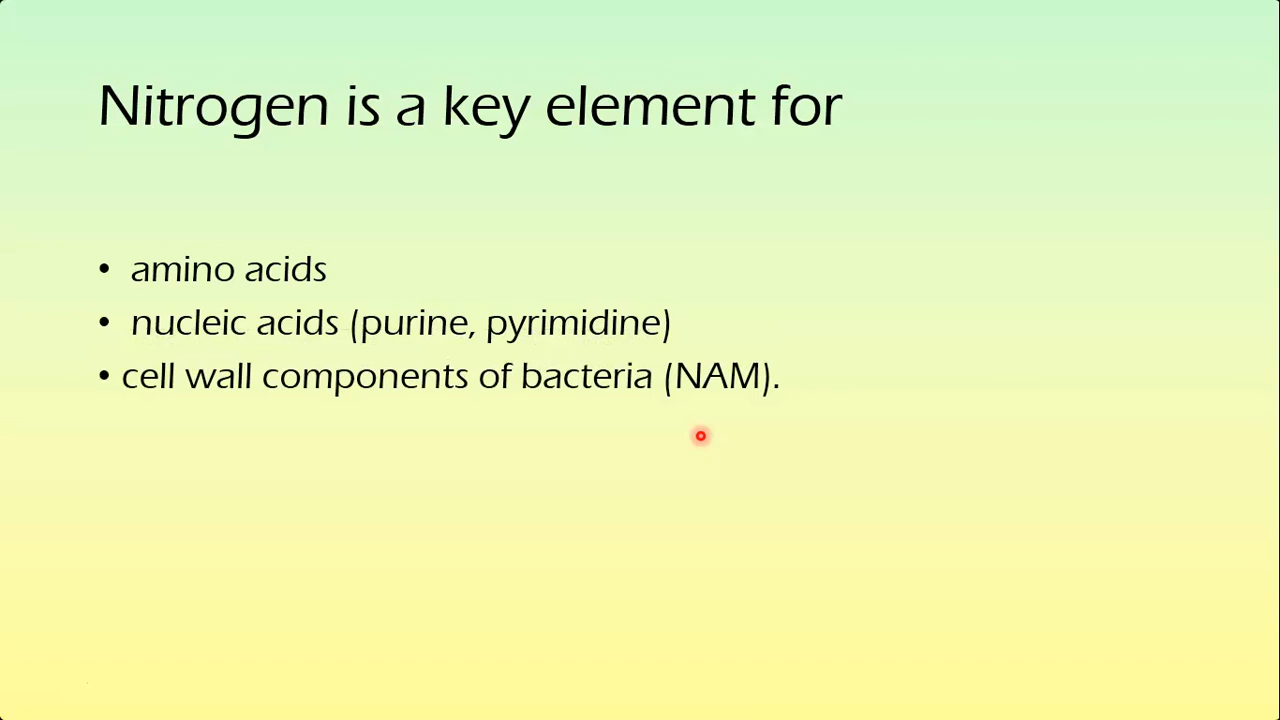 Nitrogen is a key element for
• amino acids
• nucleic acids (purine, pyrimidine)
• cell wall components of bacteria (NAM).